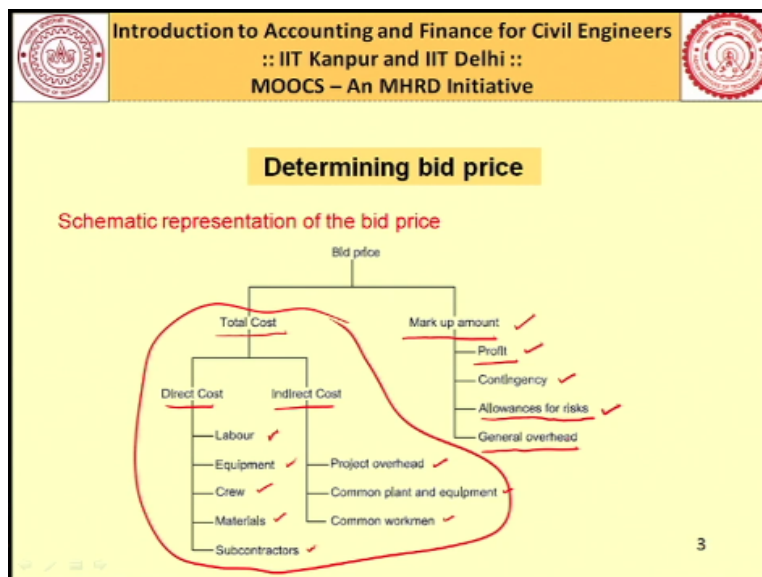 Introduction to Accounting and Finance for Civil Engineers
:: IIT Kanpur and IIT Delhi ::
MOOCS – An MHRD Initiative
Determining bid price
Schematic representation of the bid price
Bid price
Total Cost
Mark up amount
Profit
Contingency
Allowances for risks
General overhead
Direct Cost
Indirect Cost
Labour
Equipment
Crew
Materials
Subcontractors
Project overhead
Common plant and equipment
Common workmen
3